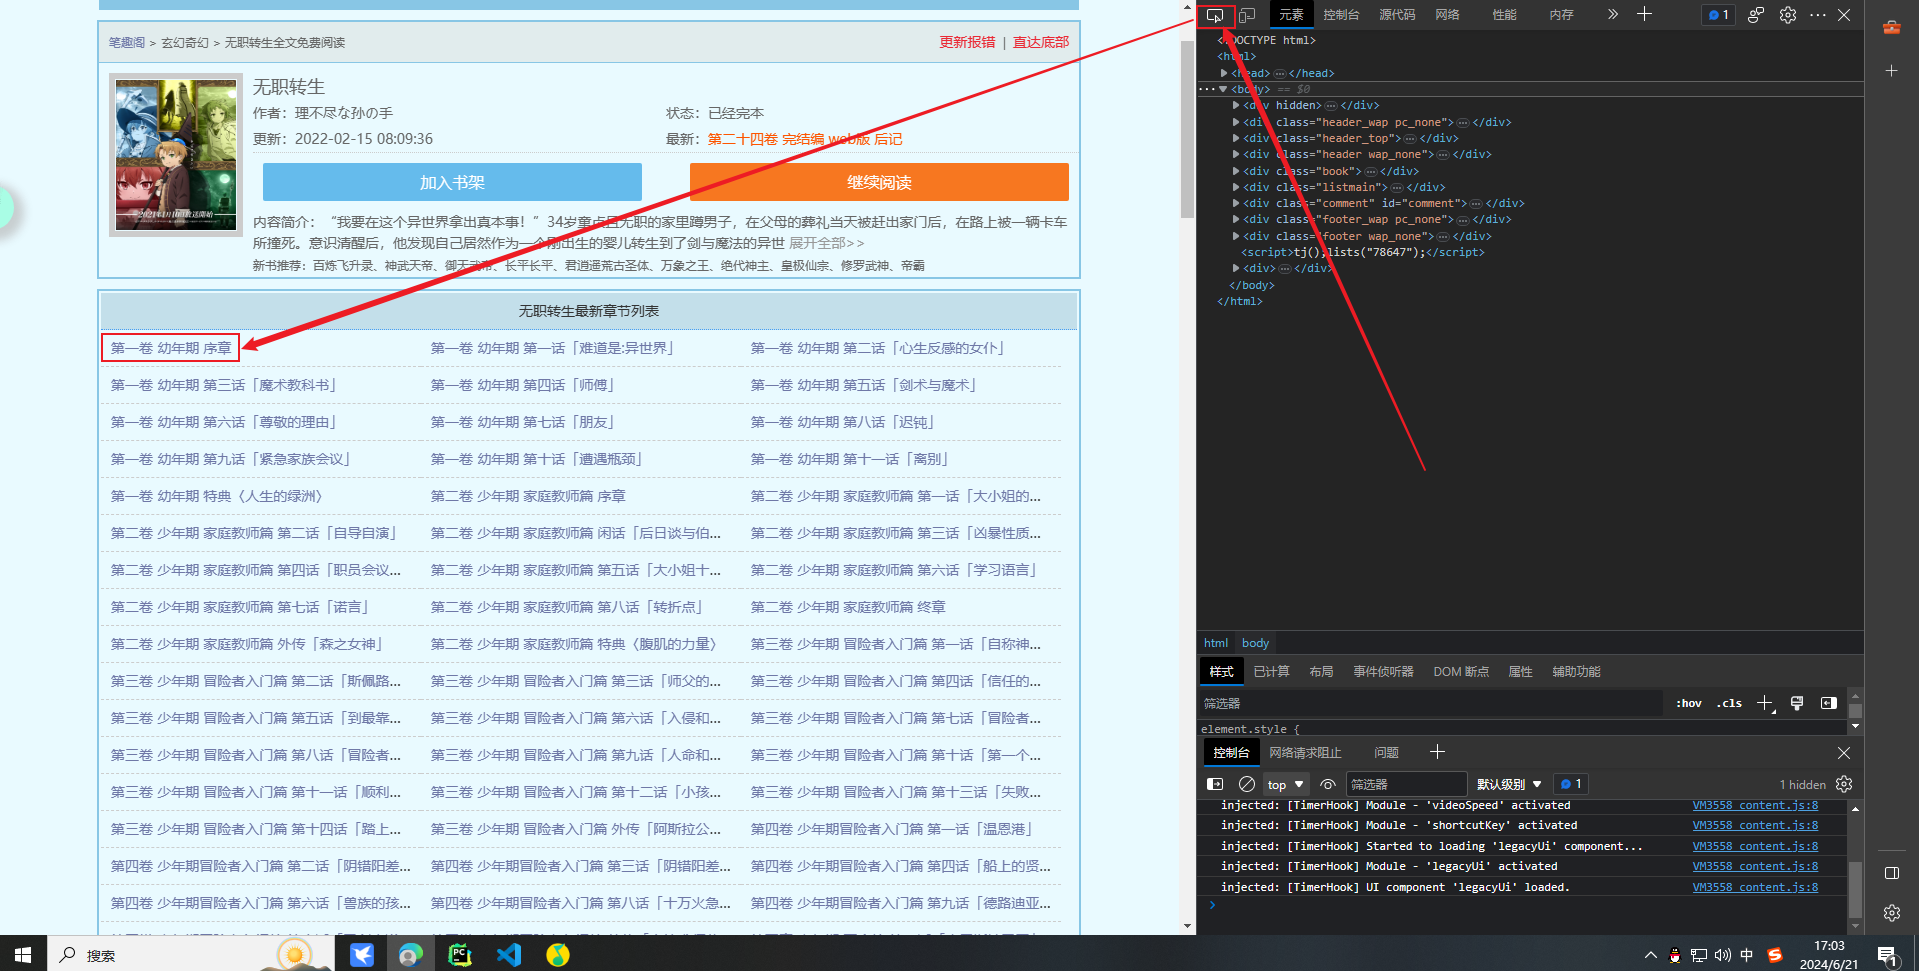 笔趣阁 > 玄幻奇幻 > 无职转生全文免费阅读
更新报错 | 直达底部
无职转生
作者：理不尽な孙の手
状态：已经完本
更新：2022-02-15 08:09:36
最新：第二十四卷 完结编 web版 后记
加入书架
继续阅读
内容简介：“我要在这个异世界拿出真本事！”34岁童贞且无职的家里蹲男子，在父母的葬礼当天被赶出家门后，在路上被一辆卡车
所撞死。意识清醒后，他发现自己居然作为一个刚出生的婴儿转生到了剑与魔法的异世 展开全部>>
新书推荐：百炼飞升录、神武天帝、御天武帝、长平长平、君逍遥荒古圣体、万象之王、绝代神主、皇极仙宗、修罗武神、帝霸
无职转生最新章节列表
第一卷 幼年期 序章
第一卷 幼年期 第一话「难道是:异世界」
第一卷 幼年期 第二话「心生反感的女仆」
第一卷 幼年期 第三话「魔术教科书」
第一卷 幼年期 第四话「师傅」
第一卷 幼年期 第五话「剑术与魔术」
第一卷 幼年期 第六话「尊敬的理由」
第一卷 幼年期 第七话「朋友」
第一卷 幼年期 第八话「迟钝」
第一卷 幼年期 第九话「紧急家族会议」
第一卷 幼年期 第十话「遭遇瓶颈」
第一卷 幼年期 第十一话「离别」
第一卷 幼年期 特典〈人生的绿洲〉
第二卷 少年期 家庭教师篇 序章
第二卷 少年期 家庭教师篇 第一话「大小姐的...
第二卷 少年期 家庭教师篇 第二话「自导自演」
第二卷 少年期 家庭教师篇 闲话「后日谈与伯...
第二卷 少年期 家庭教师篇 第三话「凶暴性质...
第二卷 少年期 家庭教师篇 第四话「职员会议...
第二卷 少年期 家庭教师篇 第五话「大小姐十...
第二卷 少年期 家庭教师篇 第六话「学习语言」
第二卷 少年期 家庭教师篇 第七话「诺言」
第二卷 少年期 家庭教师篇 第八话「转折点」
第二卷 少年期 家庭教师篇 终章
第二卷 少年期 家庭教师篇 外传「森之女神」
第二卷 少年期 家庭教师篇 特典〈腹肌的力量〉
第三卷 少年期 冒险者入门篇 第一话「自称神...
第三卷 少年期 冒险者入门篇 第二话「斯佩路...
第三卷 少年期 冒险者入门篇 第三话「师父的...
第三卷 少年期 冒险者入门篇 第四话「信任的...
第三卷 少年期 冒险者入门篇 第五话「到最靠...
第三卷 少年期 冒险者入门篇 第六话「入侵和...
第三卷 少年期 冒险者入门篇 第七话「冒险者...
第三卷 少年期 冒险者入门篇 第八话「冒险者...
第三卷 少年期 冒险者入门篇 第九话「人命和...
第三卷 少年期 冒险者入门篇 第十话「第一个...
第三卷 少年期 冒险者入门篇 第十一话「顺利...
第三卷 少年期 冒险者入门篇 第十二话「小孩...
第三卷 少年期 冒险者入门篇 第十三话「失败...
第三卷 少年期 冒险者入门篇 第十四话「踏上...
第三卷 少年期 冒险者入门篇 外传「阿斯拉公...
第四卷 少年期冒险者入门篇 第一话「温恩港」
第四卷 少年期冒险者入门篇 第二话「阴错阳差...
第四卷 少年期冒险者入门篇 第三话「阴错阳差...
第四卷 少年期冒险者入门篇 第四话「船上的贤...
第四卷 少年期冒险者入门篇 第六话「兽族的孩...
第四卷 少年期冒险者入门篇 第八话「十万火急...
第四卷 少年期冒险者入门篇 第九话「德路迪亚...
元素 控制台 源代码 网络 性能 内存 » + 1
<!DOCTYPE html>
<html>
<head> ··· </head>
··· <body> == $0
<div hidden> ··· </div>
<div class="header_wap pc_none"> ··· </div>
<div class="header_top"> ··· </div>
<div class="header wap_none"> ··· </div>
<div class="book"> ··· </div>
<div class="listmain"> ··· </div>
<div class="comment" id="comment"> ··· </div>
<div class="footer_wap pc_none"> ··· </div>
<div class="footer wap_none"> ··· </div>
<script>tj();lists("78647");</script>
<div> ··· </div>
</body>
</html>
html body
样式 已计算 布局 事件侦听器 DOM 断点 属性 辅助功能
筛选器 :hov .cls
element.style {
控制台 网络请求阻止 问题
top 筛选器 默认级别 1 1 hidden
injected: [TimerHook] Module - 'videoSpeed' activated VM3558 content.js:8
injected: [TimerHook] Module - 'shortcutKey' activated VM3558 content.js:8
injected: [TimerHook] Started to loading 'legacyUi' component... VM3558 content.js:8
injected: [TimerHook] Module - 'legacyUi' activated VM3558 content.js:8
injected: [TimerHook] UI component 'legacyUi' loaded. VM3558 content.js:8
搜索
PC
中
17:03
2024/6/21
1